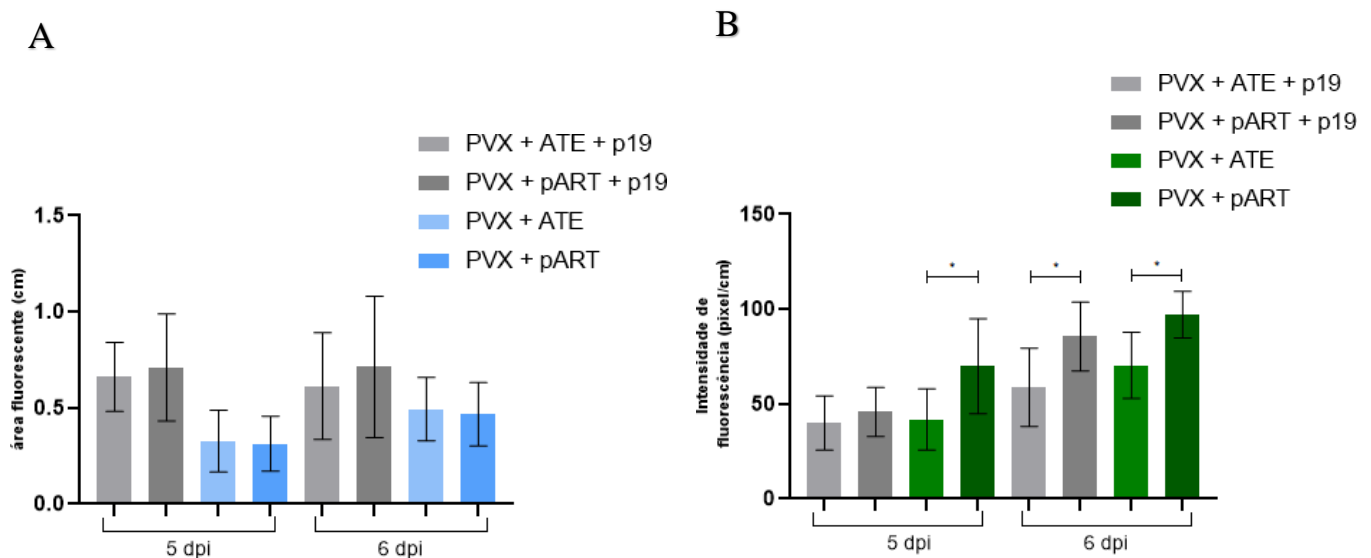 A
PVX + ATE + p19
PVX + pART + p19
PVX + ATE
PVX + pART
área fluorescente (cm)
1.5
1.0
0.5
0.0
5 dpi
6 dpi
B
PVX + ATE + p19
PVX + pART + p19
PVX + ATE
PVX + pART
Intensidade de
fluorescência (pixel/cm)
150
100
50
0
*
*
*
5 dpi
6 dpi